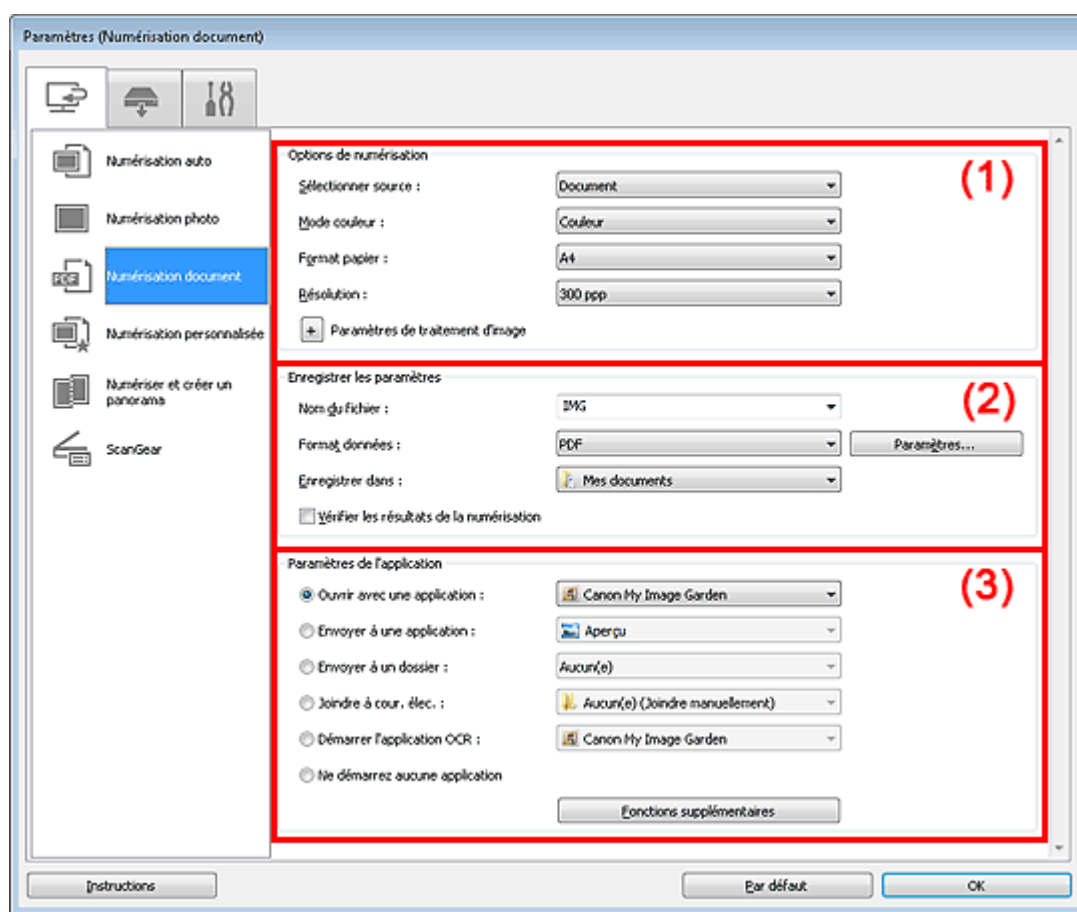 Paramètres (Numérisation document)
Numérisation auto
Numérisation photo
PDF
Numérisation document
Numérisation personnalisée
Numériser et créer un
panorama
ScanGear
Options de numérisation
(1)
Sélectionner source : Document
Mode couleur : Couleur
Format papier : A4
Résolution : 300 ppp
+ Paramètres de traitement d'image
Enregistrer les paramètres
(2)
Nom du fichier : IMG
Format données : PDF Paramètres...
Enregistrer dans : Mes documents
Vérifier les résultats de la numérisation
Paramètres de l'application
(3)
Ouvrir avec une application : Canon My Image Garden
Envoyer à une application : Aperçu
Envoyer à un dossier : Aucun(e)
Joindre à cour. élec. : Aucun(e) (Joindre manuellement)
Démarrer l'application OCR : Canon My Image Garden
Ne démarrez aucune application
Fonctions supplémentaires
Instructions Par défaut OK